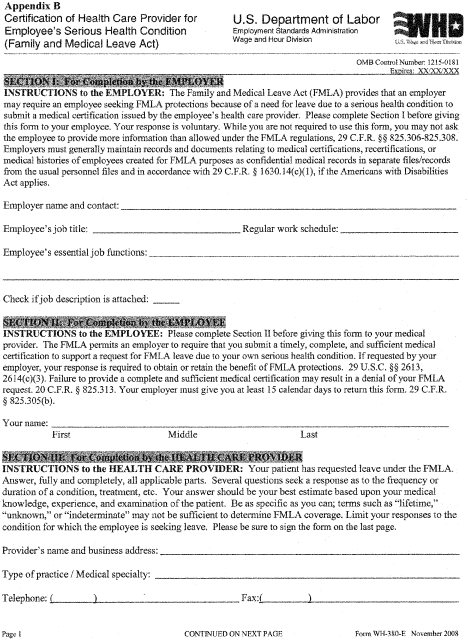 Appendix B
Certification of Health Care Provider for
Employee's Serious Health Condition
(Family and Medical Leave Act)
U.S. Department of Labor
Employment Standards Administration
Wage and Hour Division
WHD
U.S. Wage and Hour Division
OMB Control Number: 1215-0181
Expires: XX/XX/XXX
SECTION I: For Completion by the EMPLOYER
INSTRUCTIONS to the EMPLOYER: The Family and Medical Leave Act (FMLA) provides that an employer
may require an employee seeking FMLA protections because of a need for leave due to a serious health condition to
submit a medical certification issued by the employee's health care provider. Please complete Section I before giving
this form to your employee. Your response is voluntary. While you are not required to use this form, you may not ask
the employee to provide more information than allowed under the FMLA regulations, 29 C.F.R. §§ 825.306-825.308.
Employers must generally maintain records and documents relating to medical certifications, recertifications, or
medical histories of employees created for FMLA purposes as confidential medical records in separate files/records
from the usual personnel files and in accordance with 29 C.F.R. § 1630.14(c)(1), if the Americans with Disabilities
Act applies.
Employer name and contact:
Employee's job title: Regular work schedule:
Employee's essential job functions:
Check if job description is attached:
SECTION II: For Completion by the EMPLOYEE
INSTRUCTIONS to the EMPLOYEE: Please complete Section II before giving this form to your medical
provider. The FMLA permits an employer to require that you submit a timely, complete, and sufficient medical
certification to support a request for FMLA leave due to your own serious health condition. If requested by your
employer, your response is required to obtain or retain the benefit of FMLA protections. 29 U.S.C. §§ 2613,
2614(c)(3). Failure to provide a complete and sufficient medical certification may result in a denial of your FMLA
request. 20 C.F.R. § 825.313. Your employer must give you at least 15 calendar days to return this form. 29 C.F.R.
§ 825.305(b).
Your name:
First Middle Last
SECTION III: For Completion by the HEALTH CARE PROVIDER
INSTRUCTIONS to the HEALTH CARE PROVIDER: Your patient has requested leave under the FMLA.
Answer, fully and completely, all applicable parts. Several questions seek a response as to the frequency or
duration of a condition, treatment, etc. Your answer should be your best estimate based upon your medical
knowledge, experience, and examination of the patient. Be as specific as you can; terms such as "lifetime,"
"unknown," or "indeterminate" may not be sufficient to determine FMLA coverage. Limit your responses to the
condition for which the employee is seeking leave. Please be sure to sign the form on the last page.
Provider's name and business address:
Type of practice / Medical specialty:
Telephone: ( ) Fax:( )
Page 1 CONTINUED ON NEXT PAGE Form WH-380-E November 2008